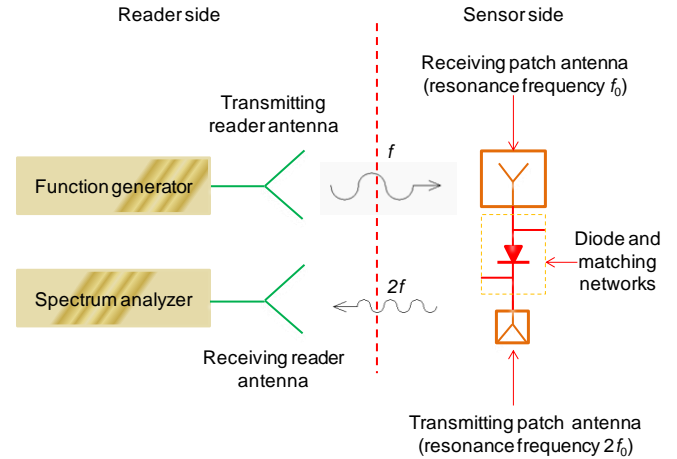 Reader side
Sensor side
Receiving patch antenna
(resonance frequency f₀)
Transmitting
reader antenna
f
Function generator
Diode and
matching
networks
2f
Spectrum analyzer
Receiving reader
antenna
Transmitting patch antenna
(resonance frequency 2f₀)